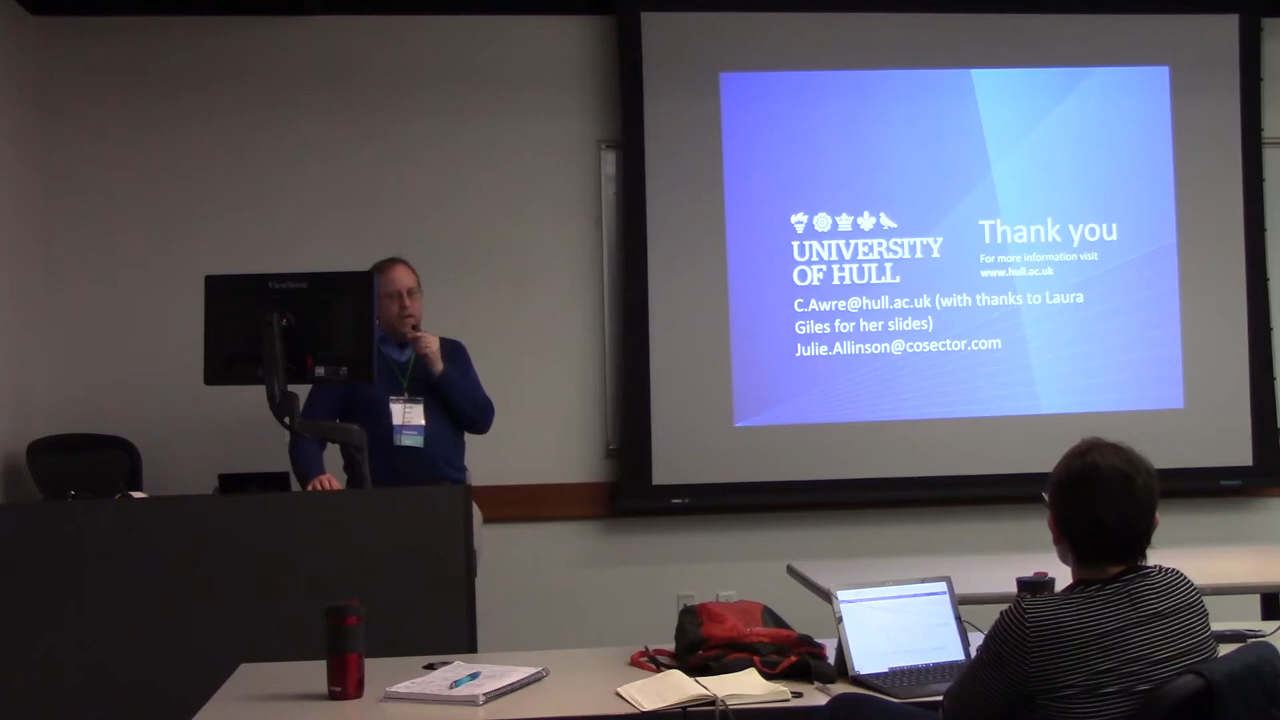 ViewSonic
UNIVERSITY
OF HULL
Thank you
For more information visit
www.hull.ac.uk
C.Awre@hull.ac.uk (with thanks to Laura
Giles for her slides)
Julie.Allinson@cosector.com